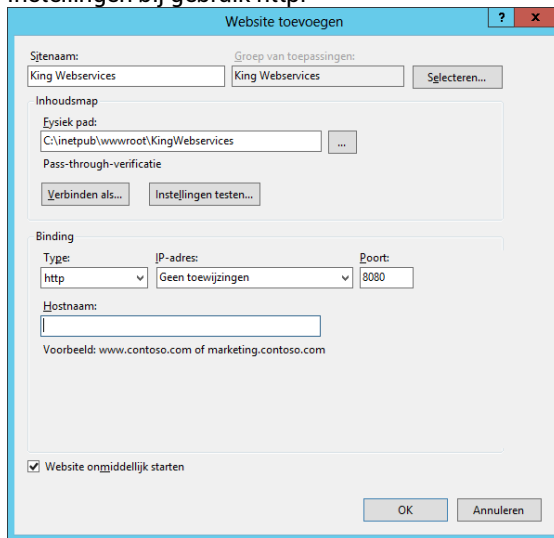 Instellingen bij gebruik http:
Website toevoegen ? x
Sitenaam: Groep van toepassingen:
King Webservices King Webservices Selecteren...
Inhoudsmap
Fysiek pad:
C:\inetpub\wwwroot\KingWebservices ...
Pass-through-verificatie
Verbinden als... Instellingen testen...
Binding
Type: IP-adres: Poort:
http Geen toewijzingen 8080
Hostnaam:
Voorbeeld: www.contoso.com of marketing.contoso.com
Website onmiddellijk starten
OK Annuleren